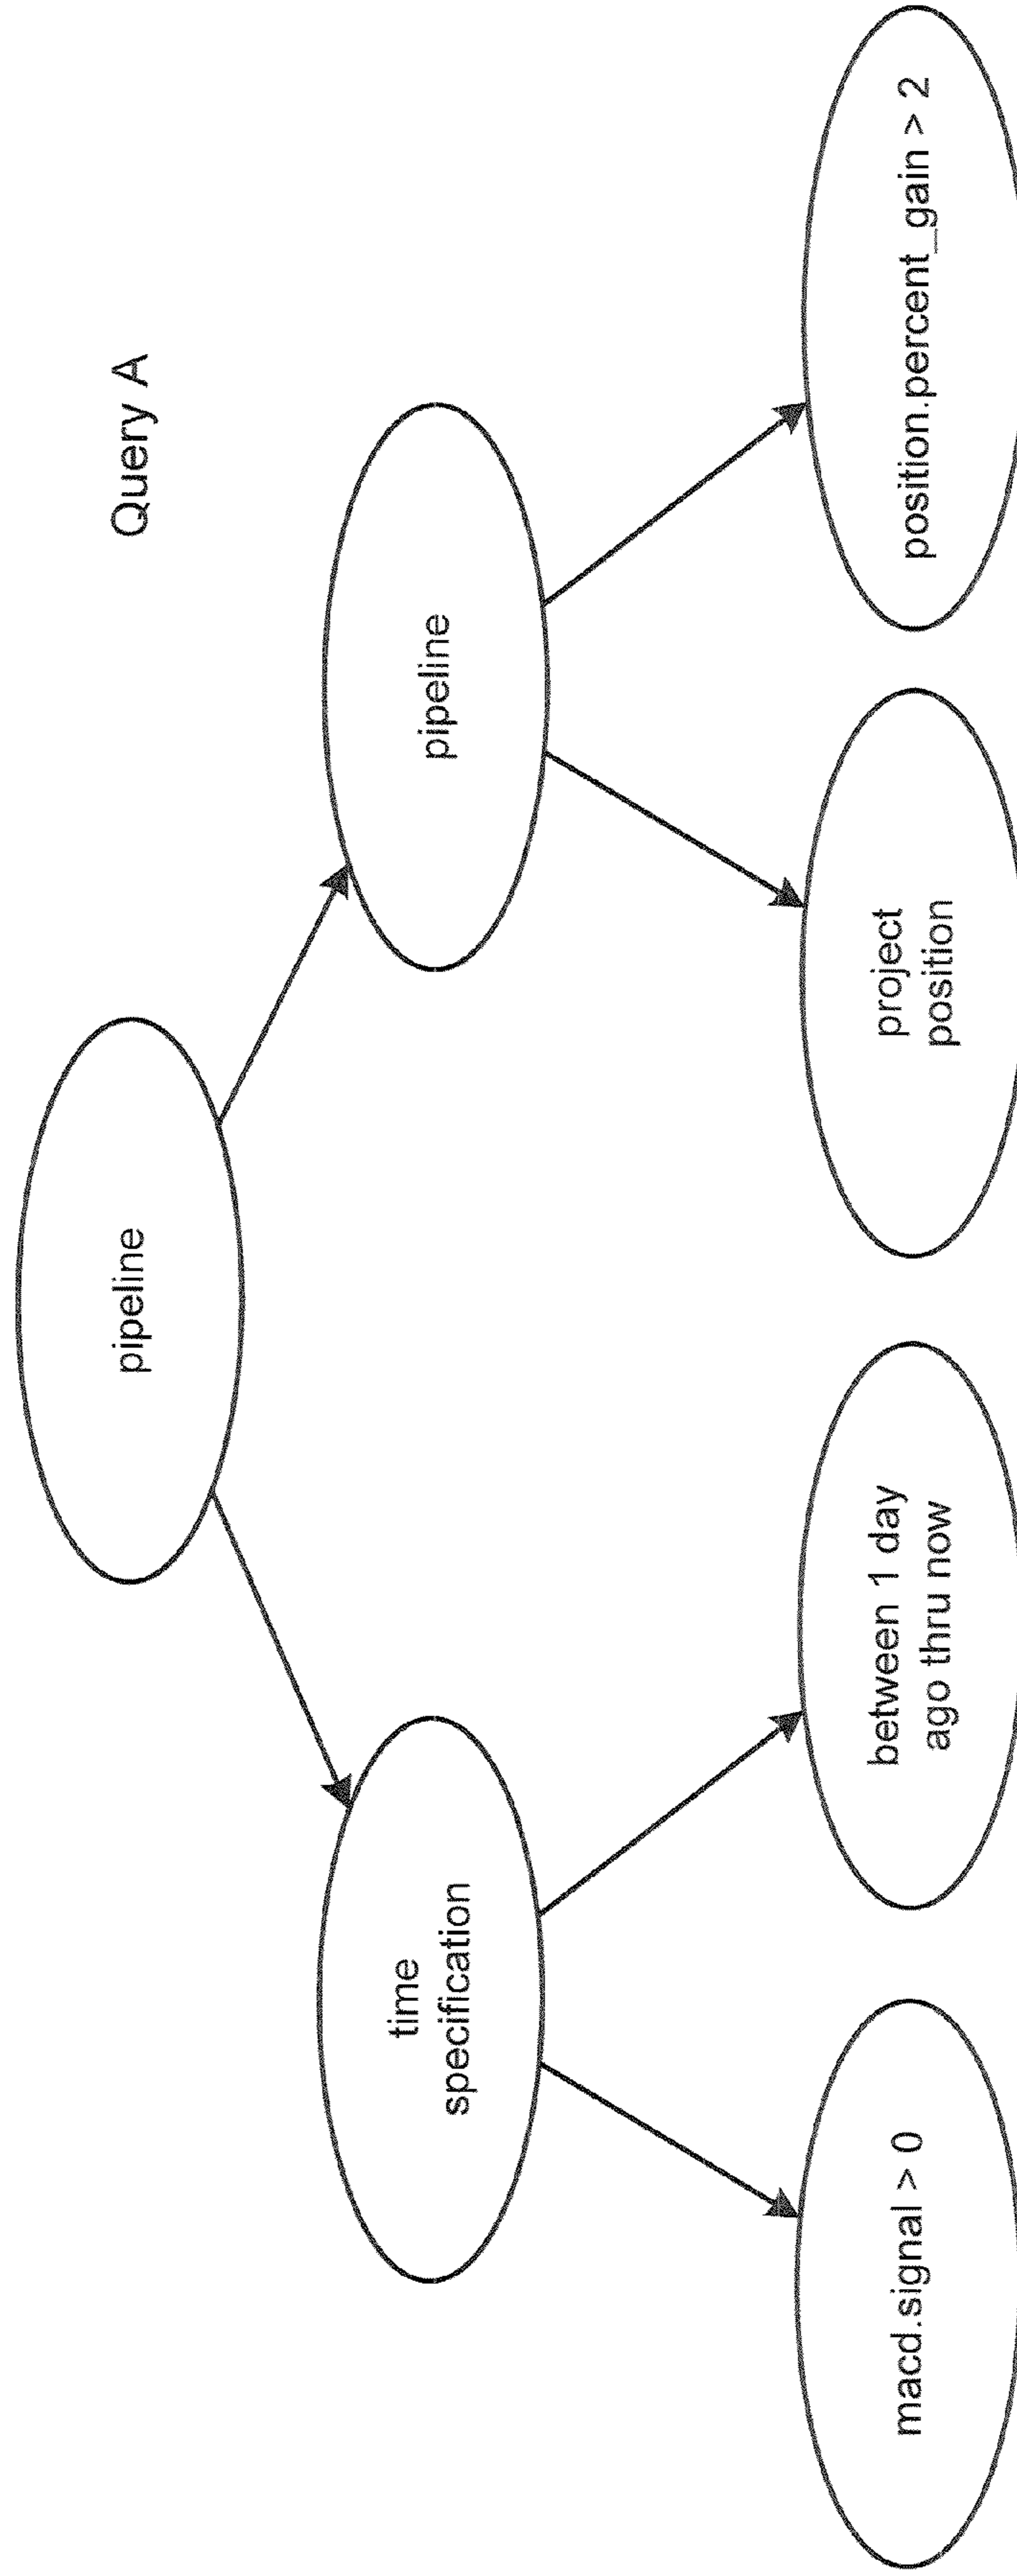 Query A
pipeline
time
specification
pipeline
macd.signal > 0
between 1 day
ago thru now
project
position
position.percent_gain > 2